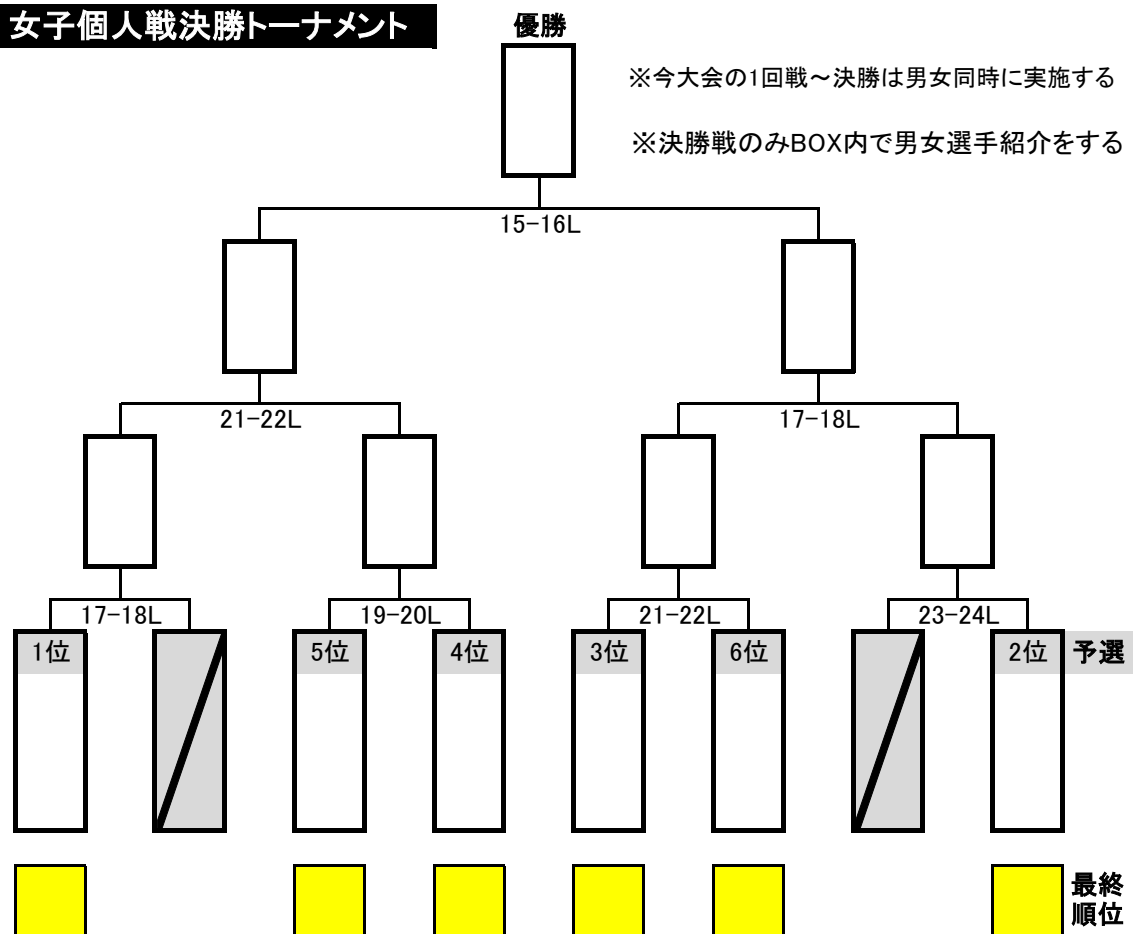 女子個人戦決勝トーナメント
優勝
※今大会の1回戦～決勝は男女同時に実施する
※決勝戦のみBOX内で男女選手紹介をする
15-16L
21-22L
17-18L
17-18L
19-20L
21-22L
23-24L
1位
5位
4位
3位
6位
2位
予選
最終
順位